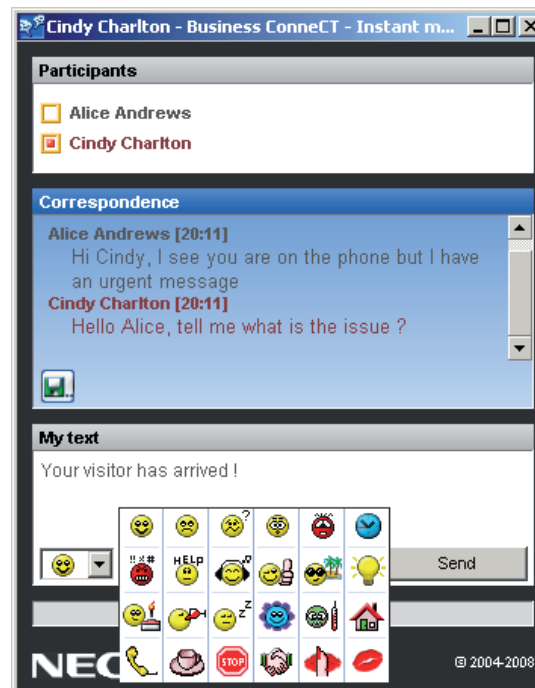 Cindy Charlton - Business ConneCT - Instant m...
Participants
Alice Andrews
Cindy Charlton
Correspondence
Alice Andrews [20:11]
Hi Cindy, I see you are on the phone but I have
an urgent message
Cindy Charlton [20:11]
Hello Alice, tell me what is the issue ?
My text
Your visitor has arrived !
?
!!*#
HELP
z z Z
Send
STOP
NEC
© 2004-2008